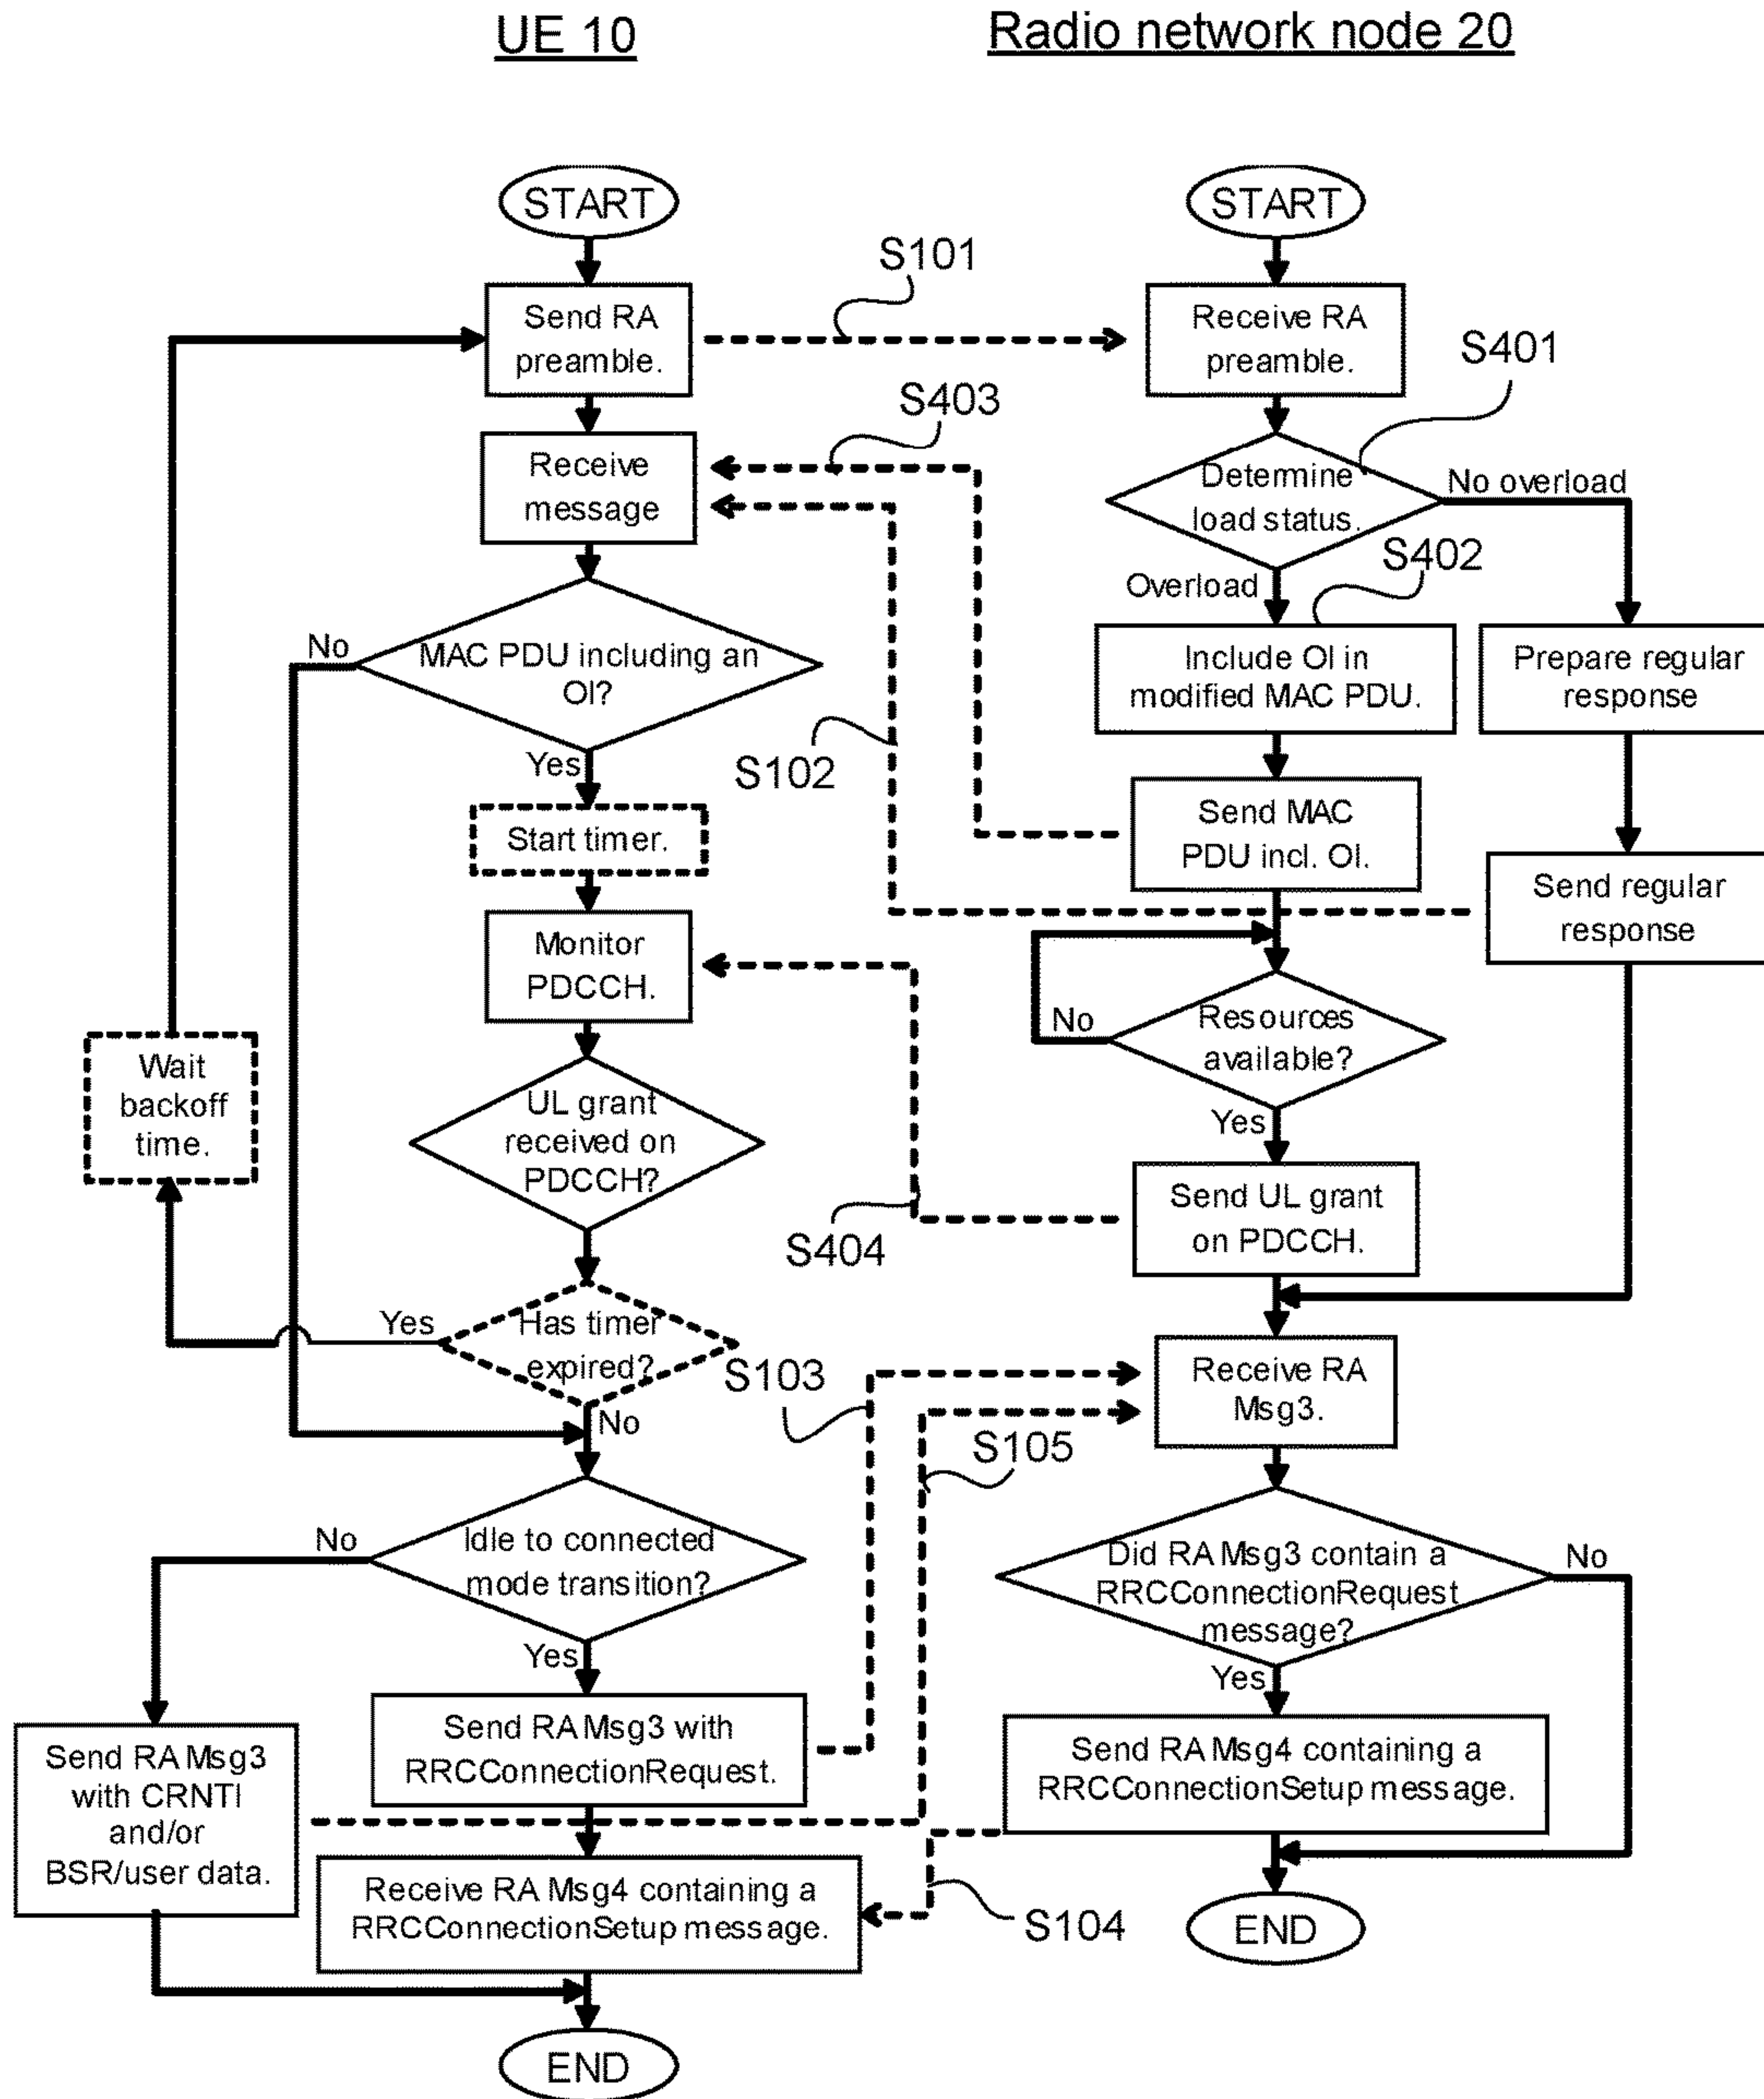 UE 10
Radio network node 20
START
START
S101
Send RA
preamble.
Receive RA
preamble.
S401
S403
Receive
message
Determine
load status.
No overload
S402
Overload
No
MAC PDU including an
OI?
Include OI in
modified MAC PDU.
Prepare regular
response
S102
Yes
Start timer.
Send MAC
PDU incl. OI.
Send regular
response
Monitor
PDCCH.
No
Resources
available?
Wait
backoff
time.
UL grant
received on
PDCCH?
Yes
Send UL grant
on PDCCH.
S404
Yes
Has timer
expired?
S103
Receive RA
Msg3.
No
S105
No
Idle to connected
mode transition?
Did RA Msg3 contain a
RRCConnectionRequest
message?
No
Yes
Yes
Send RA Msg3
with CRNTI
and/or
BSR/user data.
Send RA Msg3 with
RRCConnectionRequest.
Send RA Msg4 containing a
RRCConnectionSetup message.
Receive RA Msg4 containing a
RRCConnectionSetup message.
S104
END
END